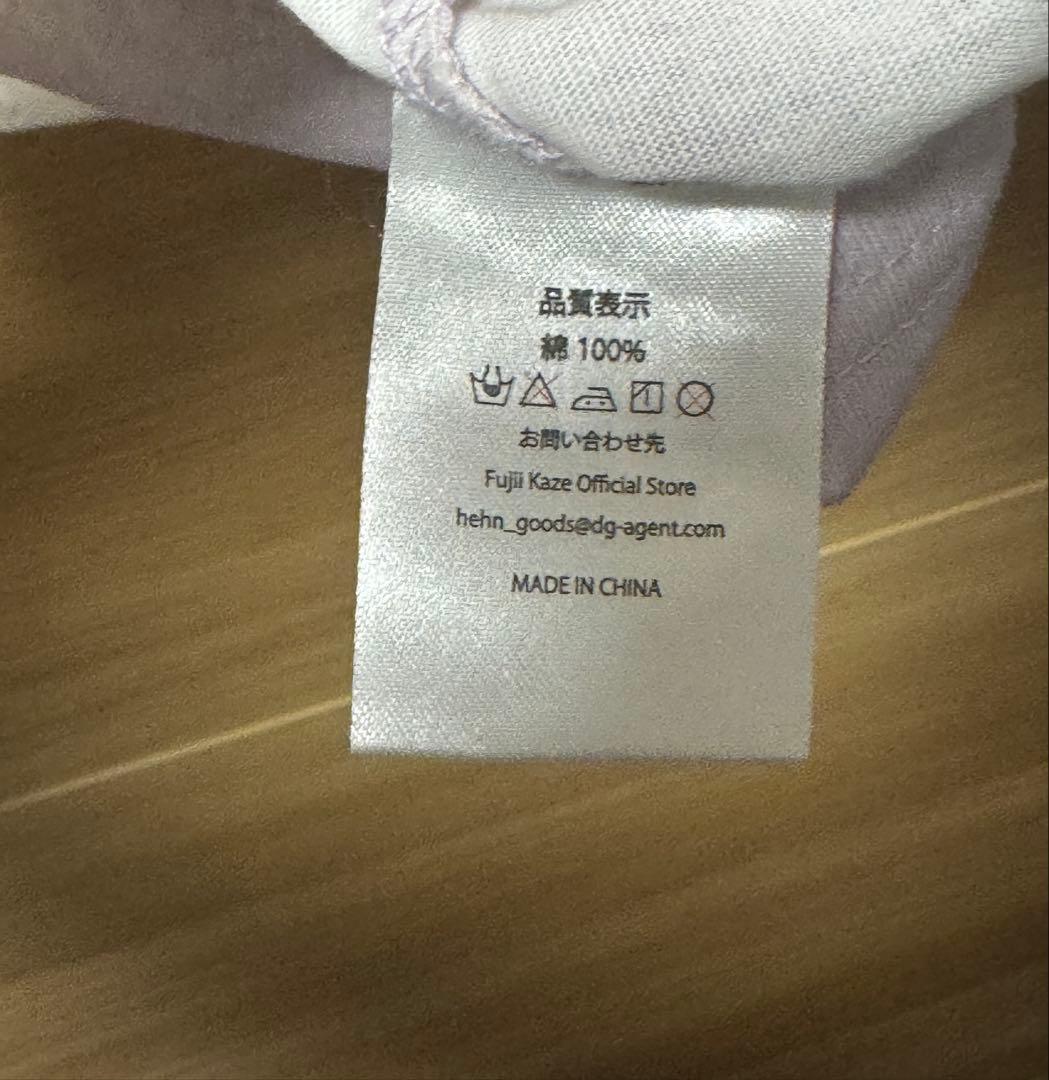 品質表示
綿 100%
お問い合わせ先
Fujii Kaze Official Store
hehn_goods@dg-agent.com
MADE IN CHINA